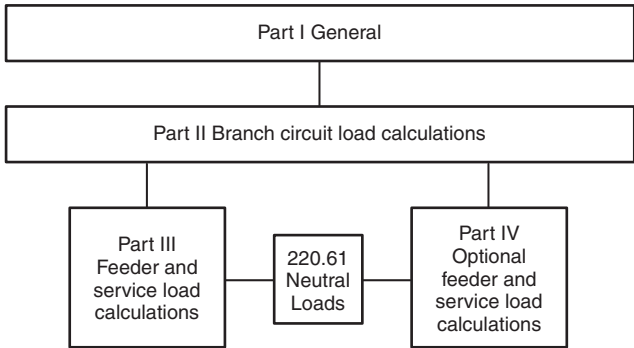 Part I General
Part II Branch circuit load calculations
Part III
Feeder and
service load
calculations
220.61
Neutral
Loads
Part IV
Optional
feeder and
service load
calculations